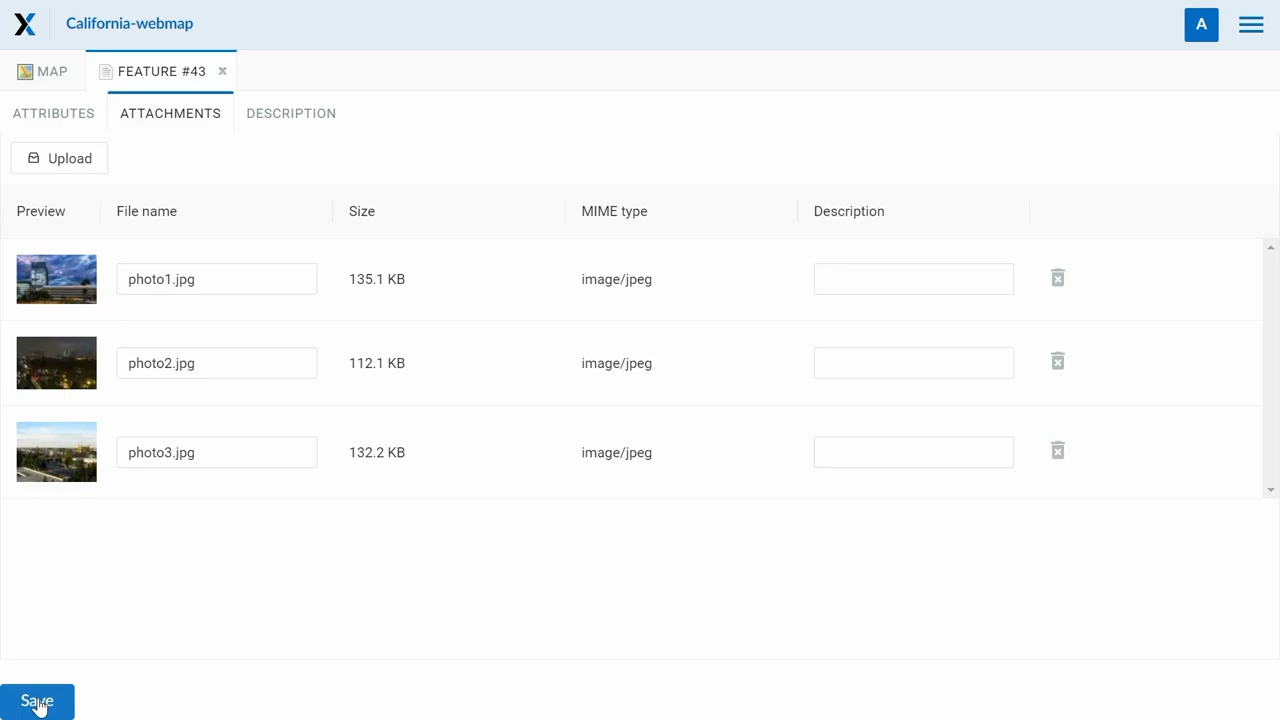 California-webmap
A
MAP
FEATURE #43
ATTRIBUTES ATTACHMENTS DESCRIPTION
Upload
Preview File name Size MIME type Description
photo1.jpg 135.1 KB image/jpeg
photo2.jpg 112.1 KB image/jpeg
photo3.jpg 132.2 KB image/jpeg
Save